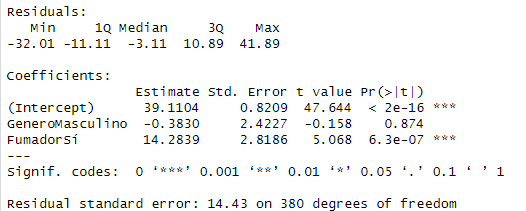 Residuals:
   Min     1Q Median     3Q    Max
-32.01 -11.11  -3.11  10.89  41.89

Coefficients:
                Estimate Std. Error t value Pr(>|t|)
(Intercept)      39.1104     0.8209  47.644  < 2e-16 ***
GeneroMasculino  -0.3830     2.4227  -0.158    0.874
FumadorSí        14.2839     2.8186   5.068  6.3e-07 ***
---
Signif. codes:  0 ‘***’ 0.001 ‘**’ 0.01 ‘*’ 0.05 ‘.’ 0.1 ‘ ’ 1

Residual standard error: 14.43 on 380 degrees of freedom